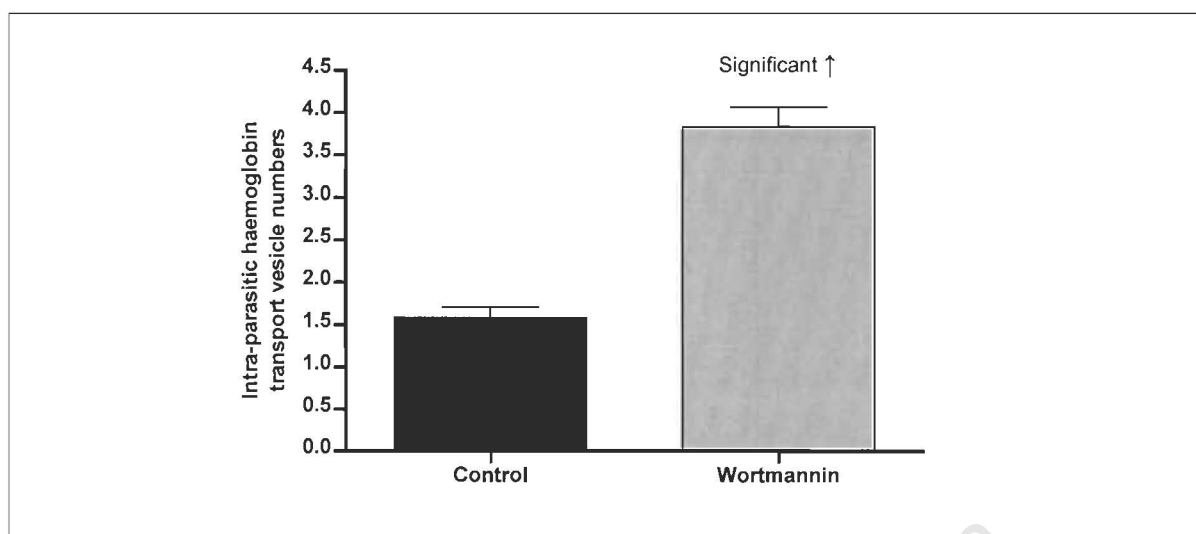 Significant ↑
Intra-parasitic haemoglobin
transport vesicle numbers
4.5
4.0
3.5
3.0
2.5
2.0
1.5
1.0
0.5
0.0
Control
Wortmannin